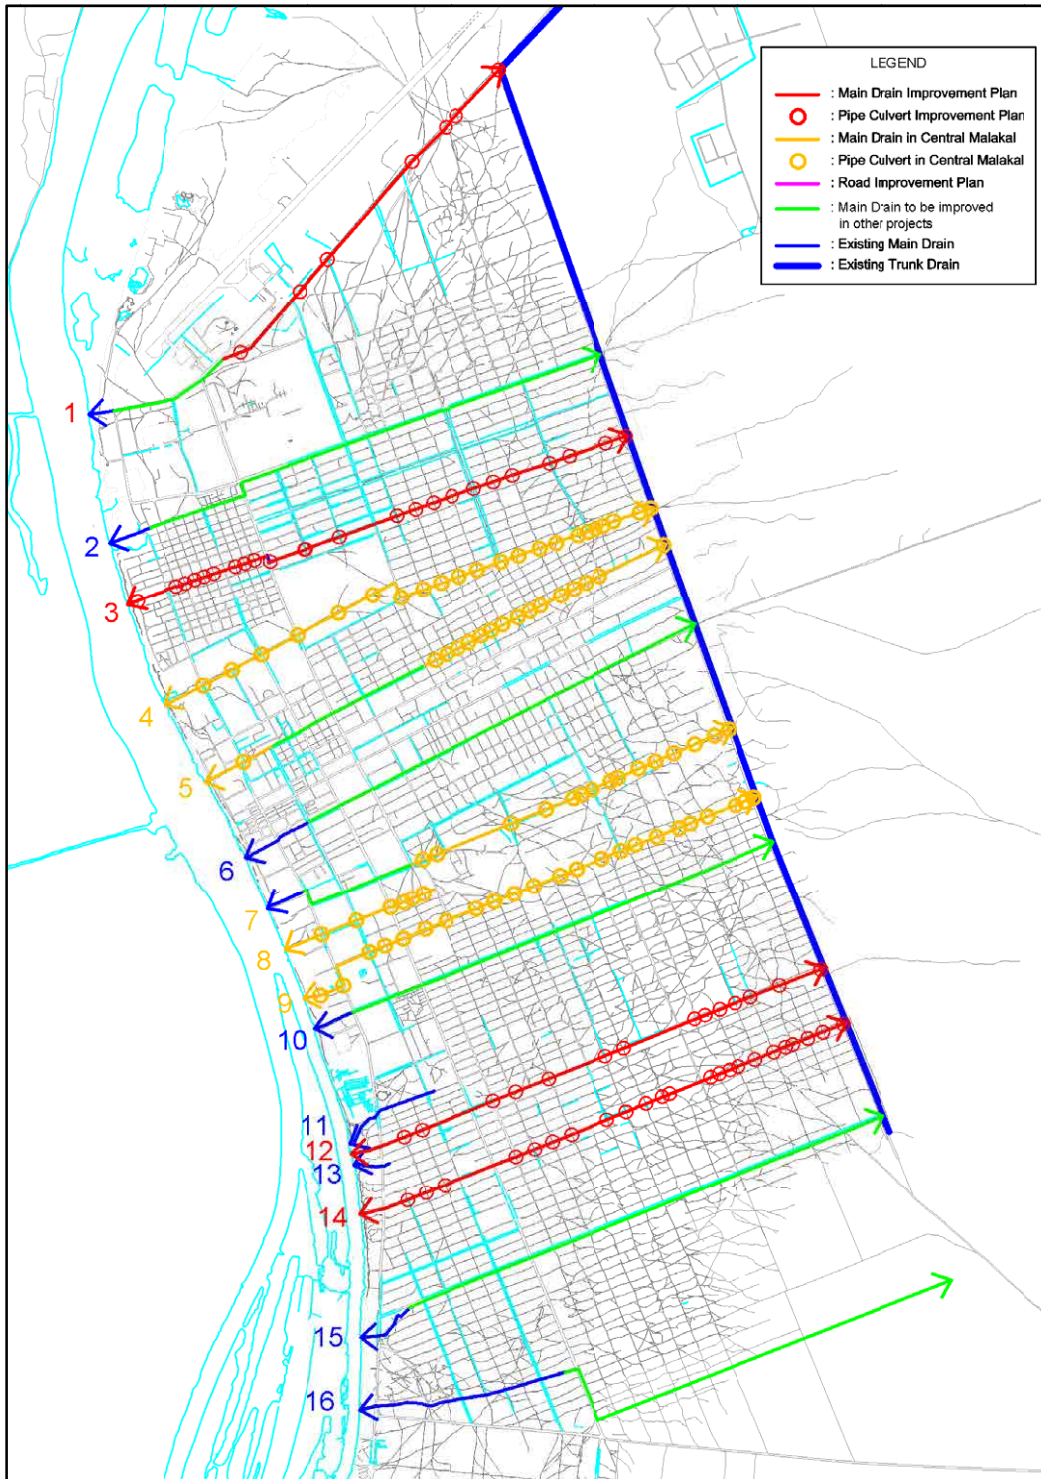 LEGEND
: Main Drain Improvement Plan
: Pipe Culvert Improvement Plan
: Main Drain in Central Malakal
: Pipe Culvert in Central Malakal
: Road Improvement Plan
: Main Drain to be improved
in other projects
: Existing Main Drain
: Existing Trunk Drain
1
2
3
4
5
6
7
8
9
10
11
12
13
14
15
16